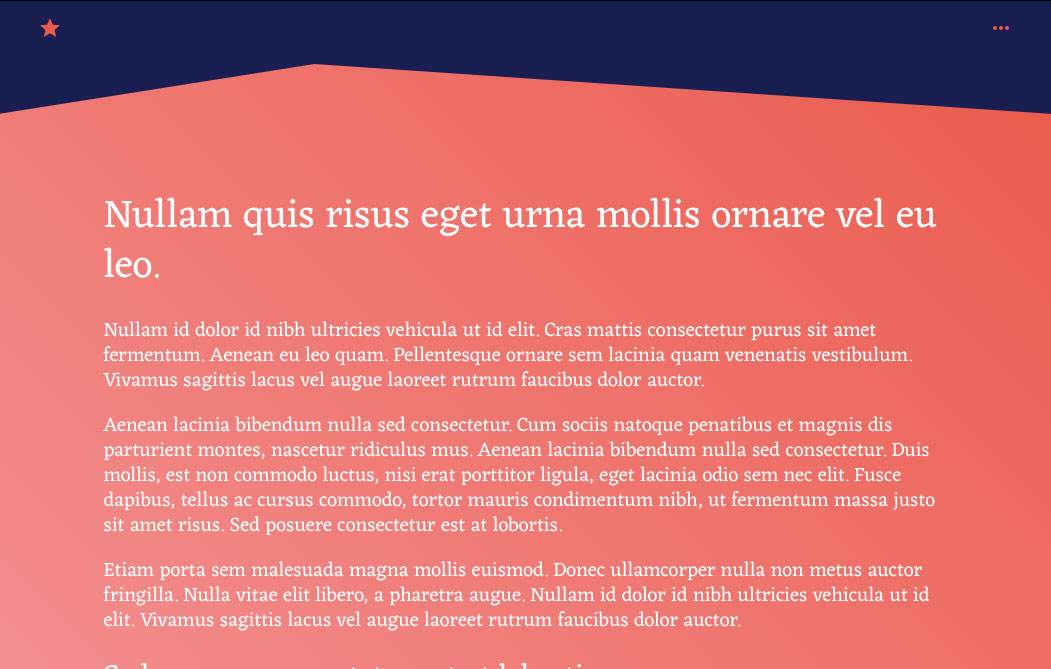 Nullam quis risus eget urna mollis ornare vel eu
leo.
Nullam id dolor id nibh ultricies vehicula ut id elit. Cras mattis consectetur purus sit amet
fermentum. Aenean eu leo quam. Pellentesque ornare sem lacinia quam venenatis vestibulum.
Vivamus sagittis lacus vel augue laoreet rutrum faucibus dolor auctor.
Aenean lacinia bibendum nulla sed consectetur. Cum sociis natoque penatibus et magnis dis
parturient montes, nascetur ridiculus mus. Aenean lacinia bibendum nulla sed consectetur. Duis
mollis, est non commodo luctus, nisi erat porttitor ligula, eget lacinia odio sem nec elit. Fusce
dapibus, tellus ac cursus commodo, tortor mauris condimentum nibh, ut fermentum massa justo
sit amet risus. Sed posuere consectetur est at lobortis.
Etiam porta sem malesuada magna mollis euismod. Donec ullamcorper nulla non metus auctor
fringilla. Nulla vitae elit libero, a pharetra augue. Nullam id dolor id nibh ultricies vehicula ut id
elit. Vivamus sagittis lacus vel augue laoreet rutrum faucibus dolor auctor.